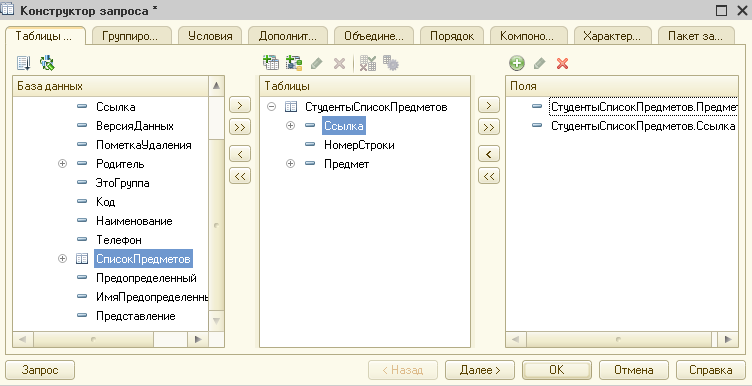 Конструктор запроса *
Таблицы ...
Группиро...
Условия
Дополнит...
Объедине...
Порядок
Компоно...
Характер...
Пакет за...
База данных
Ссылка
ВерсияДанных
ПометкаУдаления
Родитель
ЭтоГруппа
Код
Наименование
Телефон
СписокПредметов
Предопределенный
ИмяПредопределенны
Представление
Таблицы
СтудентыСписокПредметов
Ссылка
НомерСтроки
Предмет
Поля
СтудентыСписокПредметов.Предмет
СтудентыСписокПредметов.Ссылка
Запрос
< Назад
Далее >
OK
Отмена
Справка